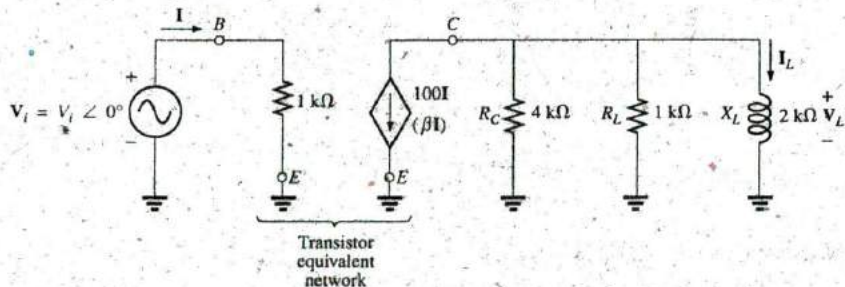 I
B
C
I_L
+
V_i = V_i ∠ 0°
−
1 kΩ
100I
(βI)
R_C
4 kΩ
R_L
1 kΩ
X_L
2 kΩ
+
V_L
−
E
E
Transistor
equivalent
network